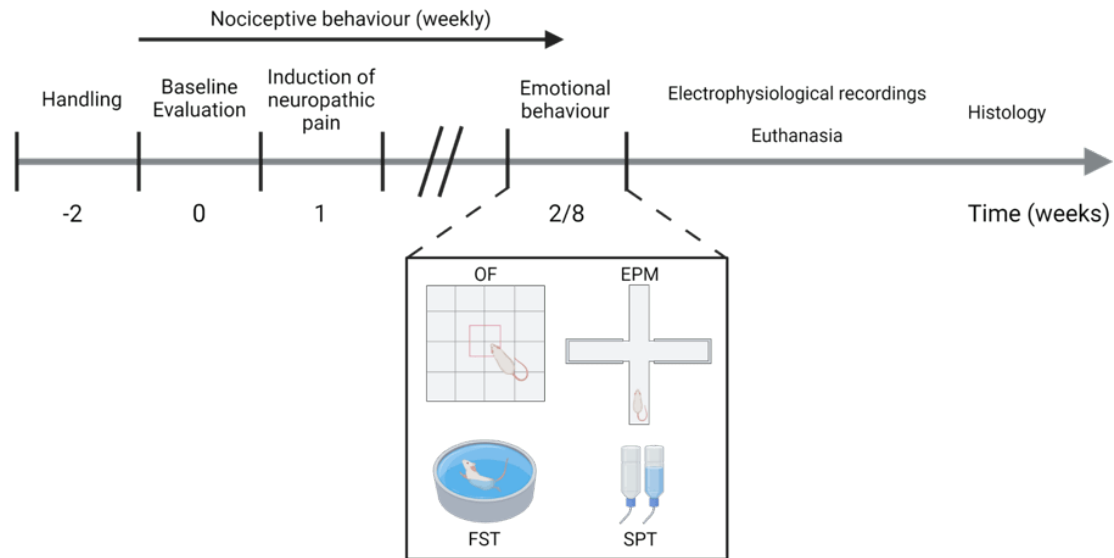 Nociceptive behaviour (weekly)
Handling
Baseline
Evaluation
Induction of
neuropathic
pain
Emotional
behaviour
Electrophysiological recordings
Euthanasia
Histology
-2
0
1
2/8
Time (weeks)
OF
EPM
FST
SPT